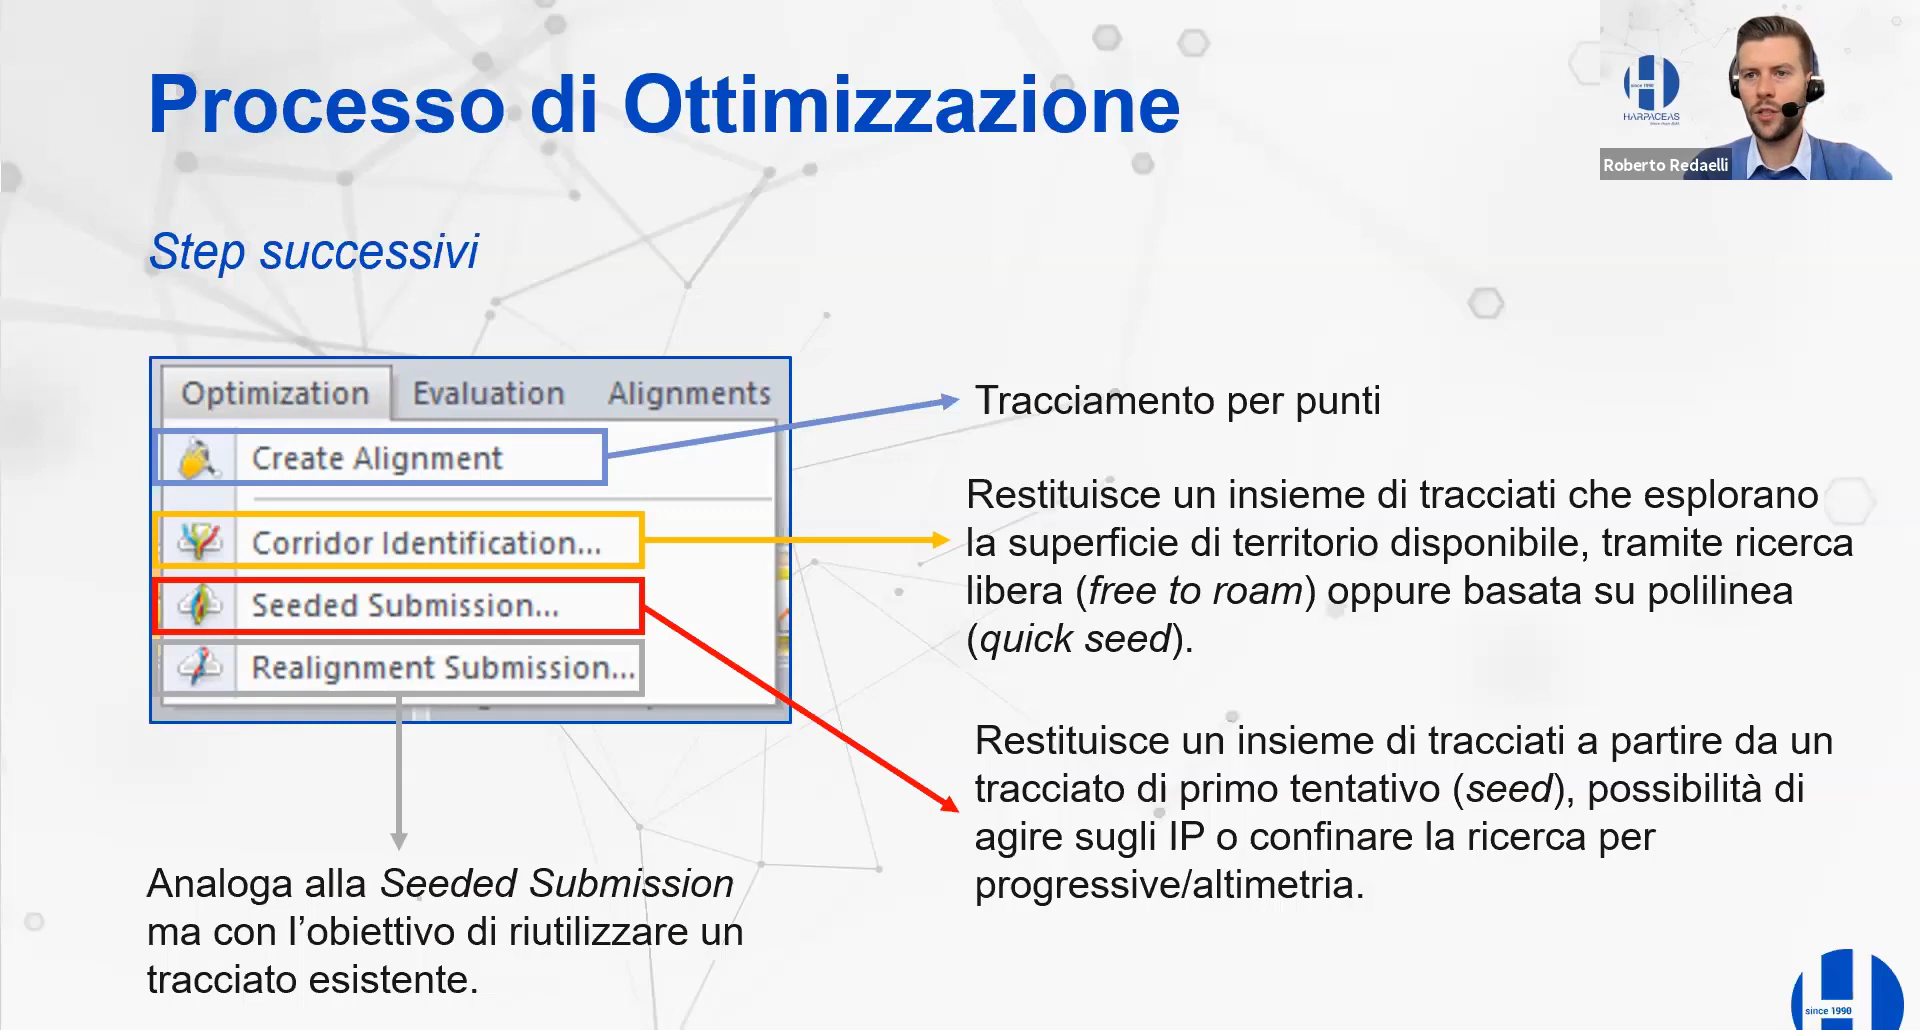 Processo di Ottimizzazione
since 1990
HARPACEAS
Roberto Redaelli
Step successivi
Optimization Evaluation Alignments
Create Alignment
Corridor Identification...
Seeded Submission...
Realignment Submission...
Tracciamento per punti
Restituisce un insieme di tracciati che esplorano
la superficie di territorio disponibile, tramite ricerca
libera (free to roam) oppure basata su polilinea
(quick seed).
Restituisce un insieme di tracciati a partire da un
tracciato di primo tentativo (seed), possibilità di
agire sugli IP o confinare la ricerca per
progressive/altimetria.
Analoga alla Seeded Submission
ma con l'obiettivo di riutilizzare un
tracciato esistente.
since 1990